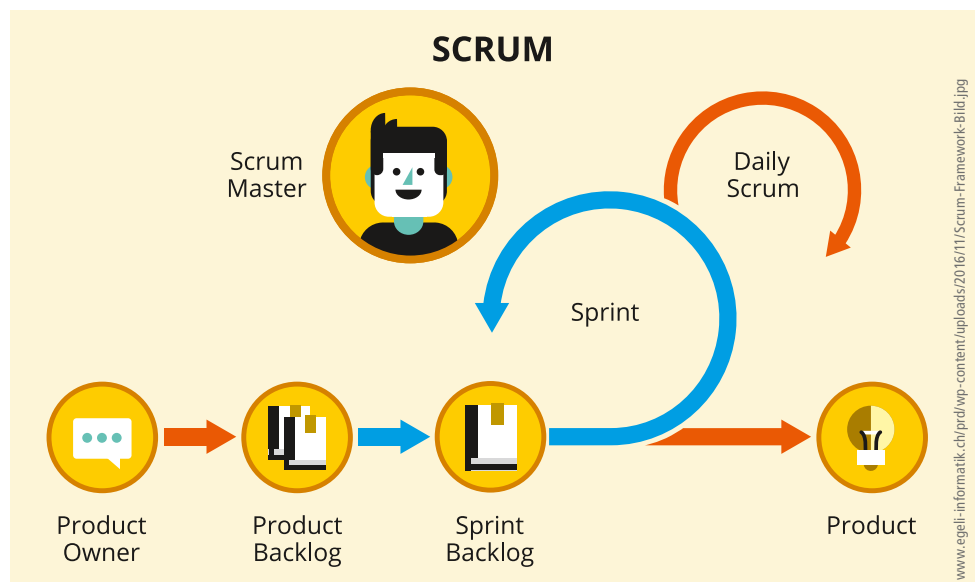 SCRUM
Scrum
Master
Daily
Scrum
Sprint
Product
Owner
Product
Backlog
Sprint
Backlog
Product
www.egeli-informatik.ch/prd/wp-content/uploads/2016/11/Scrum-Framework-Bild.jpg